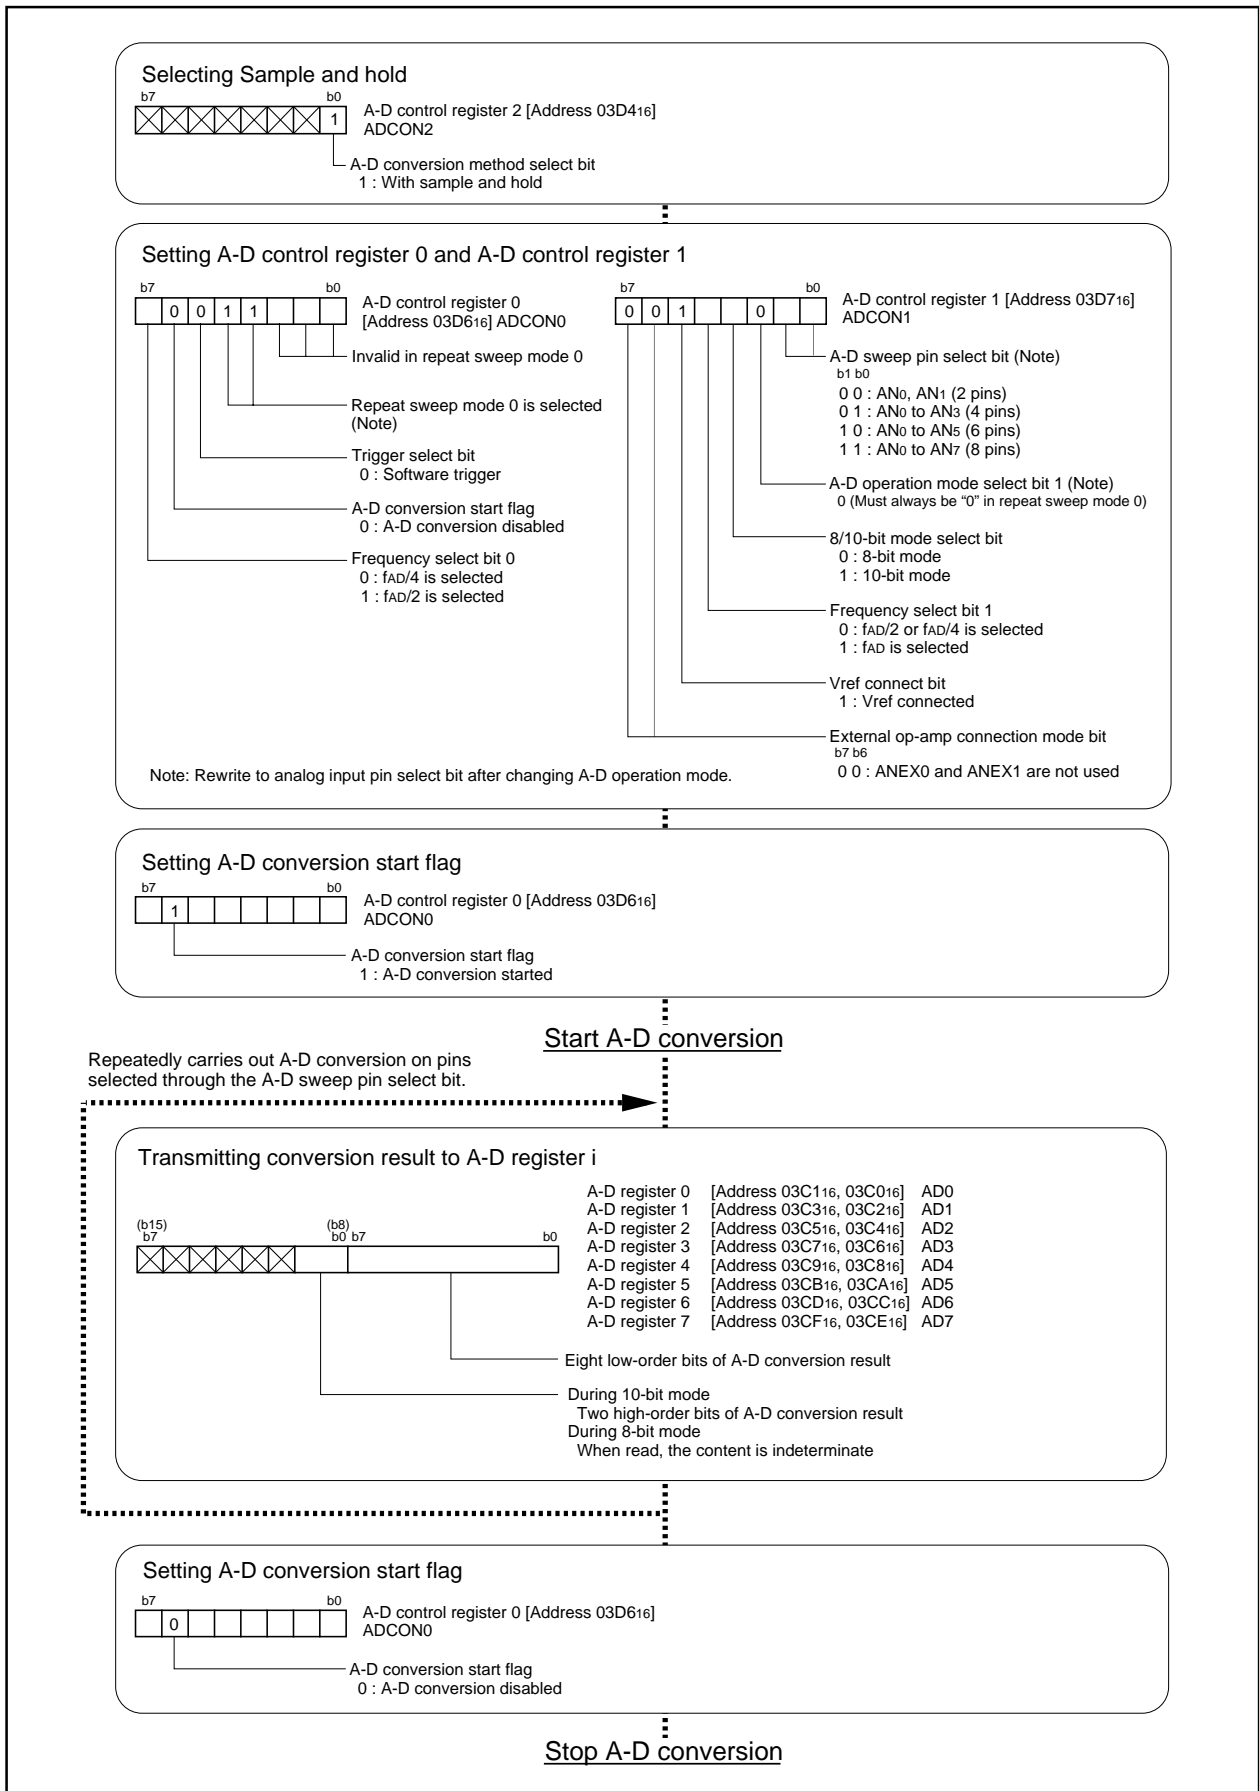 Selecting Sample and hold
b7 b0
1
A-D control register 2 [Address 03D416]
ADCON2
A-D conversion method select bit
1 : With sample and hold
Setting A-D control register 0 and A-D control register 1
b7 b0
0 0 1 1
A-D control register 0
[Address 03D616] ADCON0
Invalid in repeat sweep mode 0
Repeat sweep mode 0 is selected
(Note)
Trigger select bit
0 : Software trigger
A-D conversion start flag
0 : A-D conversion disabled
Frequency select bit 0
0 : fAD/4 is selected
1 : fAD/2 is selected
b7 b0
0 0 1 0
A-D control register 1 [Address 03D716]
ADCON1
A-D sweep pin select bit (Note)
b1 b0
0 0 : AN0, AN1 (2 pins)
0 1 : AN0 to AN3 (4 pins)
1 0 : AN0 to AN5 (6 pins)
1 1 : AN0 to AN7 (8 pins)
A-D operation mode select bit 1 (Note)
0 (Must always be “0” in repeat sweep mode 0)
8/10-bit mode select bit
0 : 8-bit mode
1 : 10-bit mode
Frequency select bit 1
0 : fAD/2 or fAD/4 is selected
1 : fAD is selected
Vref connect bit
1 : Vref connected
External op-amp connection mode bit
b7 b6
0 0 : ANEX0 and ANEX1 are not used
Note: Rewrite to analog input pin select bit after changing A-D operation mode.
Setting A-D conversion start flag
b7 b0
1
A-D control register 0 [Address 03D616]
ADCON0
A-D conversion start flag
1 : A-D conversion started
Start A-D conversion
Repeatedly carries out A-D conversion on pins
selected through the A-D sweep pin select bit.
Transmitting conversion result to A-D register i
(b15) (b8)
b7 b0 b7 b0
A-D register 0 [Address 03C116, 03C016] AD0
A-D register 1 [Address 03C316, 03C216] AD1
A-D register 2 [Address 03C516, 03C416] AD2
A-D register 3 [Address 03C716, 03C616] AD3
A-D register 4 [Address 03C916, 03C816] AD4
A-D register 5 [Address 03CB16, 03CA16] AD5
A-D register 6 [Address 03CD16, 03CC16] AD6
A-D register 7 [Address 03CF16, 03CE16] AD7
Eight low-order bits of A-D conversion result
During 10-bit mode
Two high-order bits of A-D conversion result
During 8-bit mode
When read, the content is indeterminate
Setting A-D conversion start flag
b7 b0
0
A-D control register 0 [Address 03D616]
ADCON0
A-D conversion start flag
0 : A-D conversion disabled
Stop A-D conversion